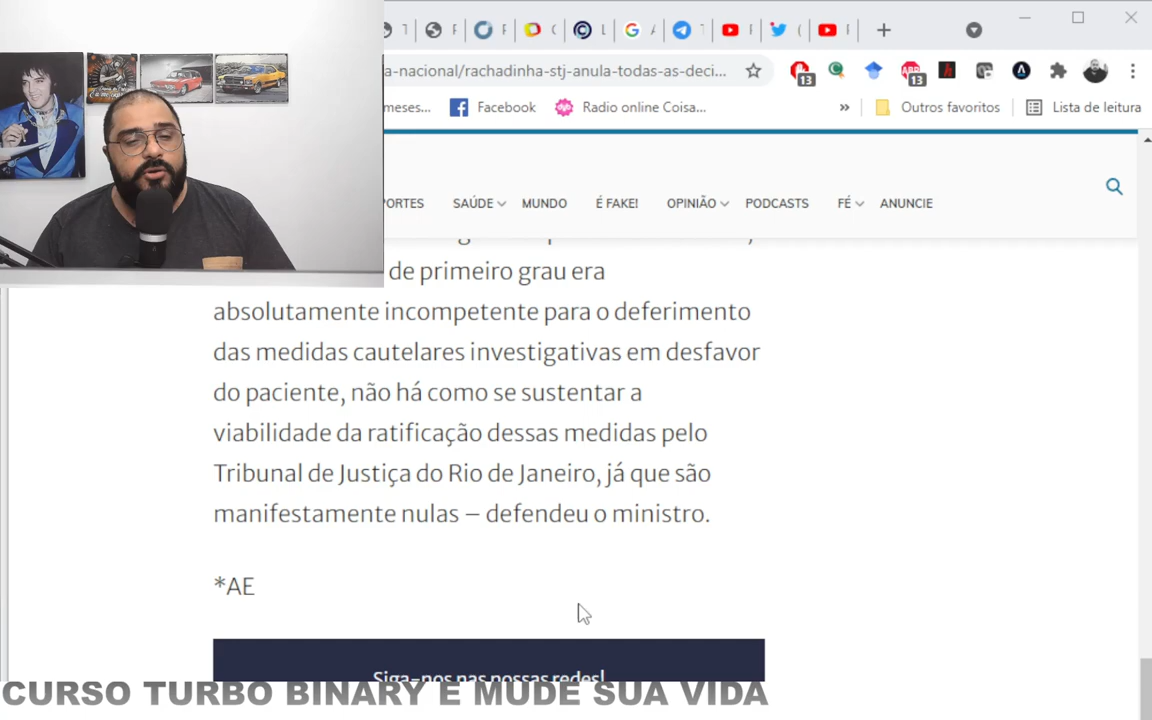 a-nacional/rachadinha-stj-anula-todas-as-deci...
13
13
meses...
Facebook
Radio online Coisa...
»
Outros favoritos
Lista de leitura
PORTES
SAÚDE
MUNDO
É FAKE!
OPINIÃO
PODCASTS
FÉ
ANUNCIE
de primeiro grau era
absolutamente incompetente para o deferimento
das medidas cautelares investigativas em desfavor
do paciente, não há como se sustentar a
viabilidade da ratificação dessas medidas pelo
Tribunal de Justiça do Rio de Janeiro, já que são
manifestamente nulas – defendeu o ministro.
*AE
Siga-nos nas nossas redes!
CURSO TURBO BINARY E MUDE SUA VIDA